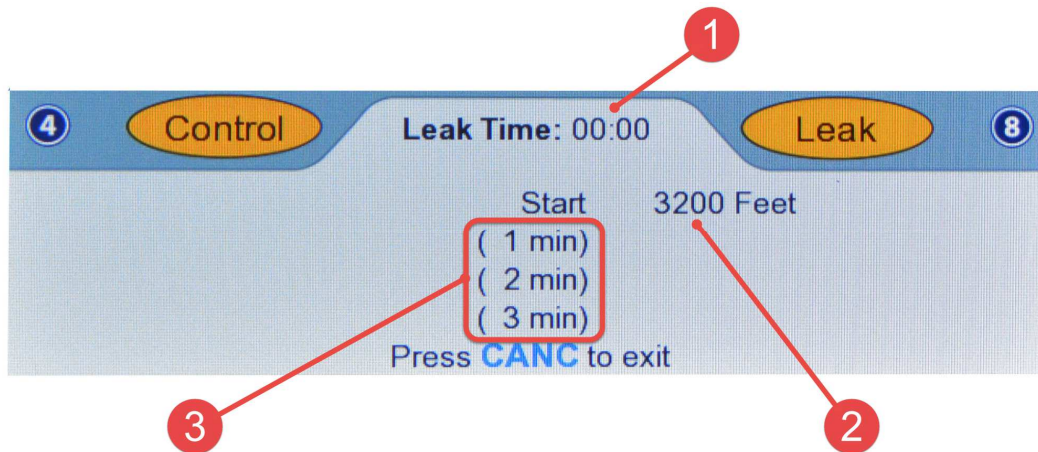 1
4 Control Leak Time: 00:00 Leak 8
Start 3200 Feet
( 1 min)
( 2 min)
( 3 min)
Press CANC to exit
3 2